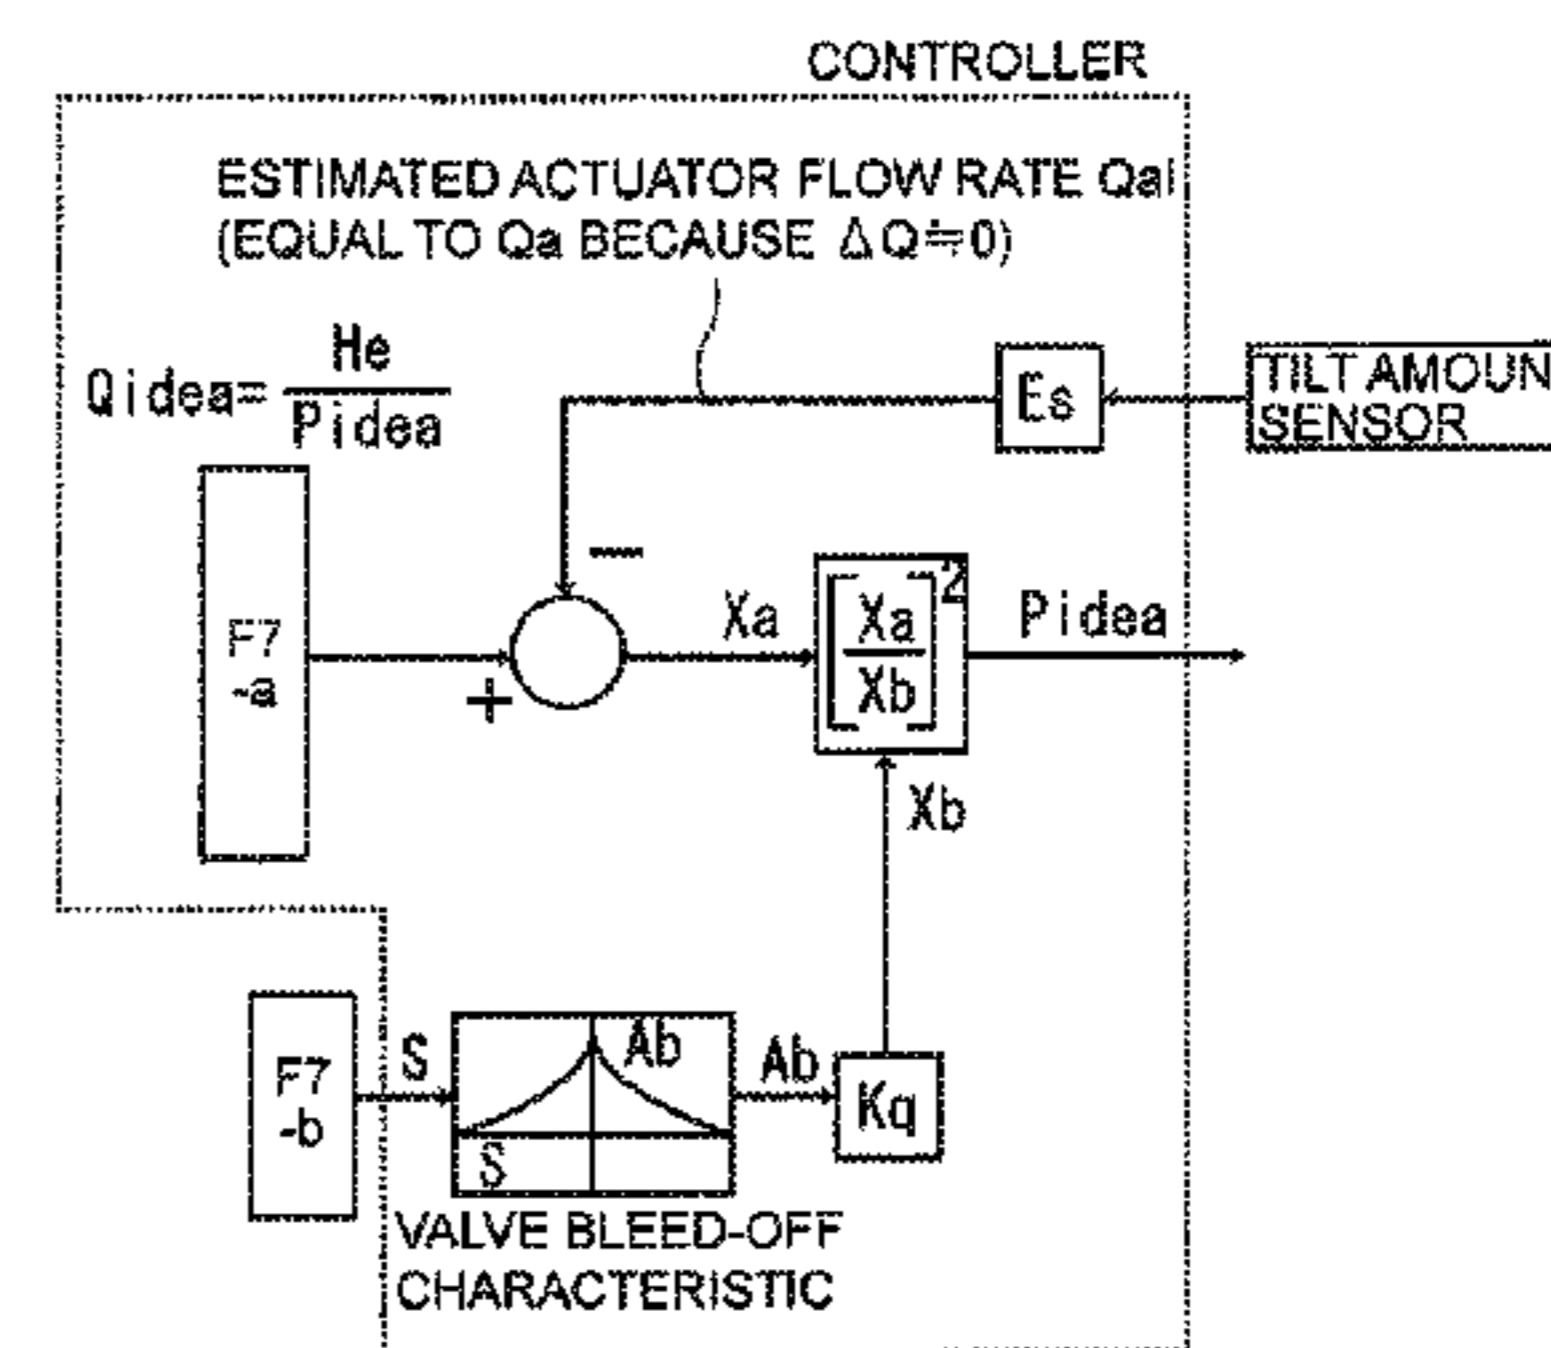 CONTROLLER
ESTIMATED ACTUATOR FLOW RATE Qal
(EQUAL TO Qa BECAUSE ΔQ≒0)
Qidea= He
Pidea
Es
TILT AMOUN
SENSOR
−
F7
-a
+
Xa
[Xa
Xb]2
Pidea
Xb
F7
-b
S
Ab
S
Ab
Kq
VALVE BLEED-OFF
CHARACTERISTIC